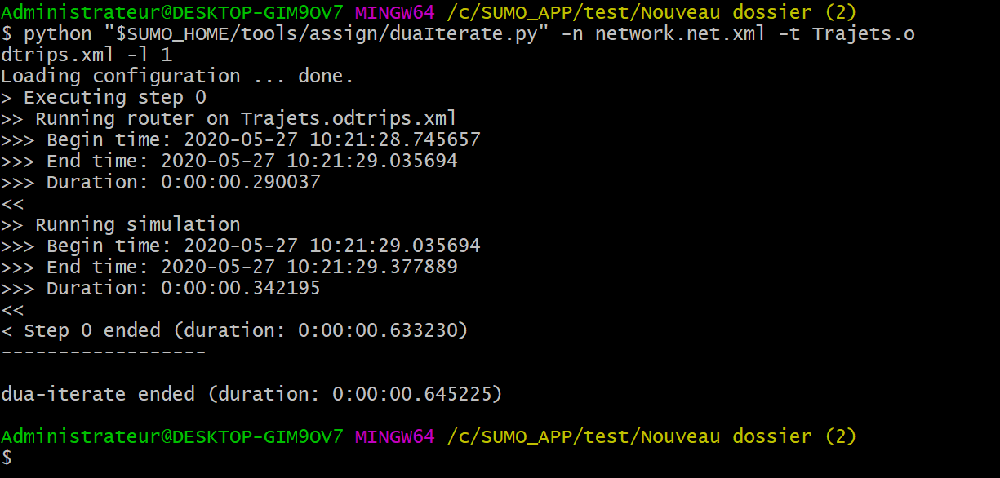 Administrateur@DESKTOP-GIM9OV7 MINGW64 /c/SUMO_APP/test/Nouveau dossier (2)
$ python "$SUMO_HOME/tools/assign/duaIterate.py" -n network.net.xml -t Trajets.o
dtrips.xml -l 1
Loading configuration ... done.
> Executing step 0
>> Running router on Trajets.odtrips.xml
>>> Begin time: 2020-05-27 10:21:28.745657
>>> End time: 2020-05-27 10:21:29.035694
>>> Duration: 0:00:00.290037
<<
>> Running simulation
>>> Begin time: 2020-05-27 10:21:29.035694
>>> End time: 2020-05-27 10:21:29.377889
>>> Duration: 0:00:00.342195
<<
< Step 0 ended (duration: 0:00:00.633230)
------------------
dua-iterate ended (duration: 0:00:00.645225)
Administrateur@DESKTOP-GIM9OV7 MINGW64 /c/SUMO_APP/test/Nouveau dossier (2)
$